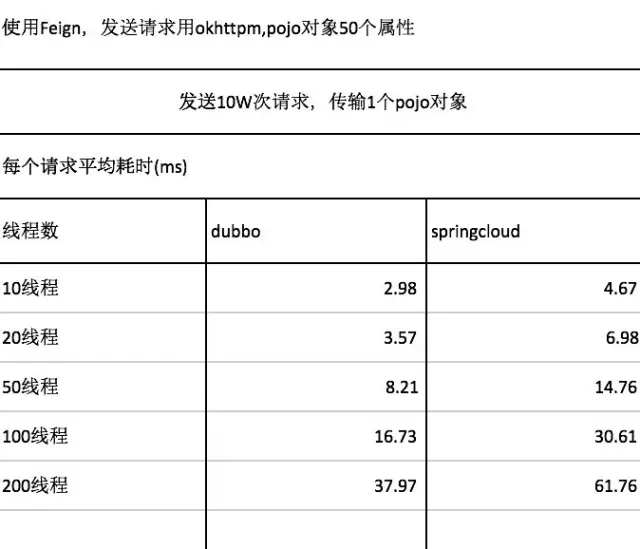 使用Feign，发送请求用okhttpm,pojo对象50个属性
发送10W次请求，传输1个pojo对象
每个请求平均耗时(ms)
线程数 dubbo springcloud
10线程 2.98 4.67
20线程 3.57 6.98
50线程 8.21 14.76
100线程 16.73 30.61
200线程 37.97 61.76